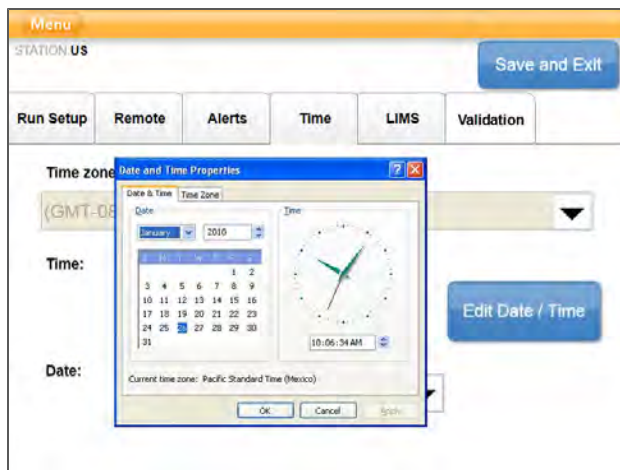 Menu
STATION US
Save and Exit
Run Setup Remote Alerts Time LIMS Validation
Time zone
Date and Time Properties
Date & Time Time Zone
(GMT-08
Date
Time
January 2010
S M T W T F S
1 2
3 4 5 6 7 8 9
10 11 12 13 14 15 16
17 18 19 20 21 22 23
24 25 26 27 28 29 30
31
Time:
Edit Date / Time
10:06:34 AM
Date:
Current time zone: Pacific Standard Time (Mexico)
OK Cancel Apply